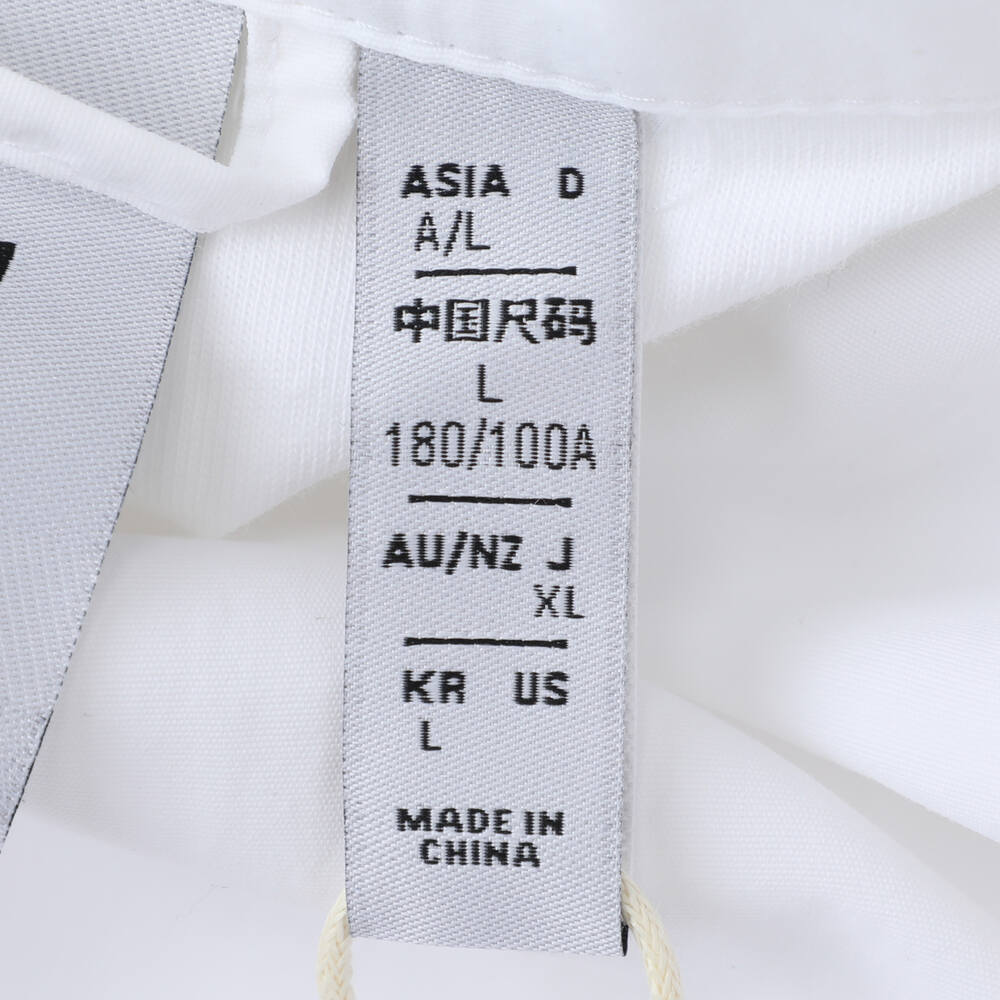 ASIA D
A/L
中国尺码
L
180/100A
AU/NZ J
XL
KR US
L
MADE IN
CHINA